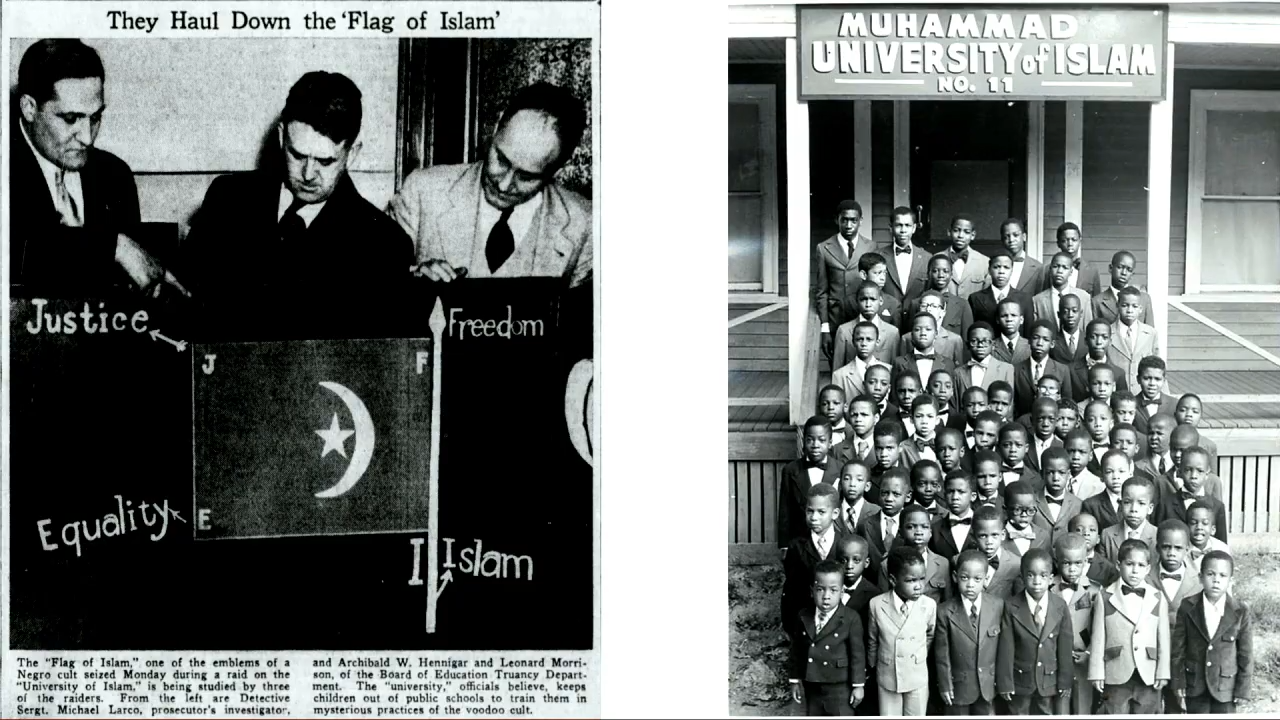 They Haul Down the 'Flag of Islam'
Justice
Freedom
J
F
E
Equality
I
Islam
The "Flag of Islam," one of the emblems of a
Negro cult seized Monday during a raid on the
"University of Islam," is being studied by three
of the raiders. From the left are Detective
Sergt. Michael Larco, prosecutor's investigator,
and Archibald W. Hennigar and Leonard Morri-
son, of the Board of Education Truancy Depart-
ment. The "university," officials believe, keeps
children out of public schools to train them in
mysterious practices of the voodoo cult.
MUHAMMAD
UNIVERSITY of ISLAM
NO. 11